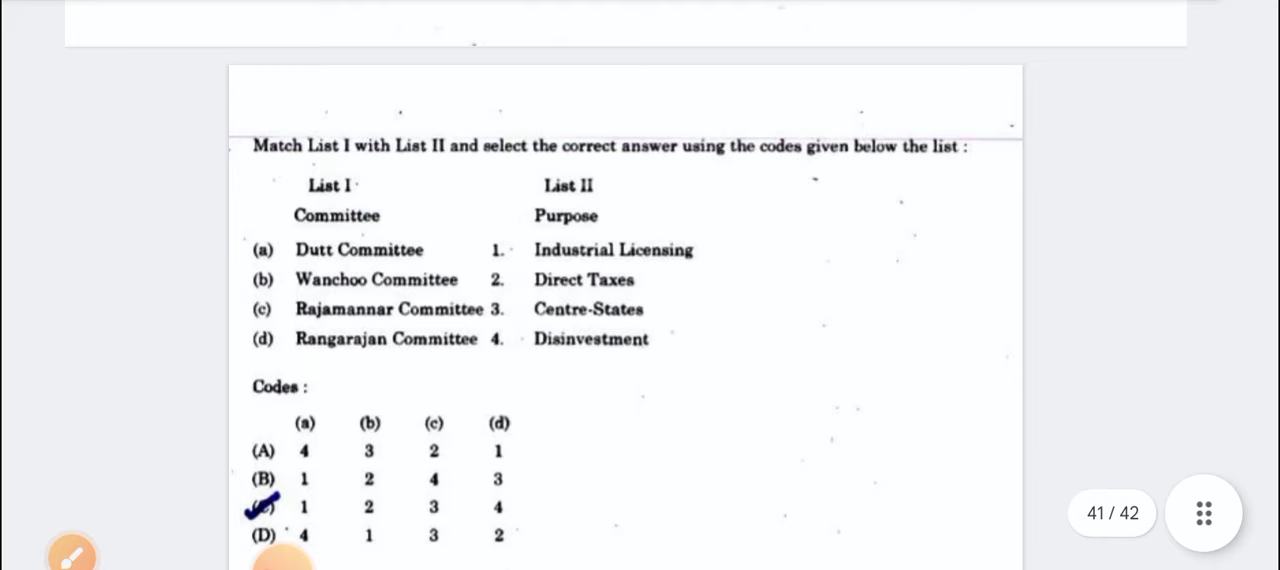 Match List I with List II and select the correct answer using the codes given below the list :
List I List II
Committee Purpose
(a) Dutt Committee 1. Industrial Licensing
(b) Wanchoo Committee 2. Direct Taxes
(c) Rajamannar Committee 3. Centre-States
(d) Rangarajan Committee 4. Disinvestment
Codes :
(a) (b) (c) (d)
(A) 4 3 2 1
(B) 1 2 4 3
1 2 3 4
(D) 4 1 3 2
41 / 42